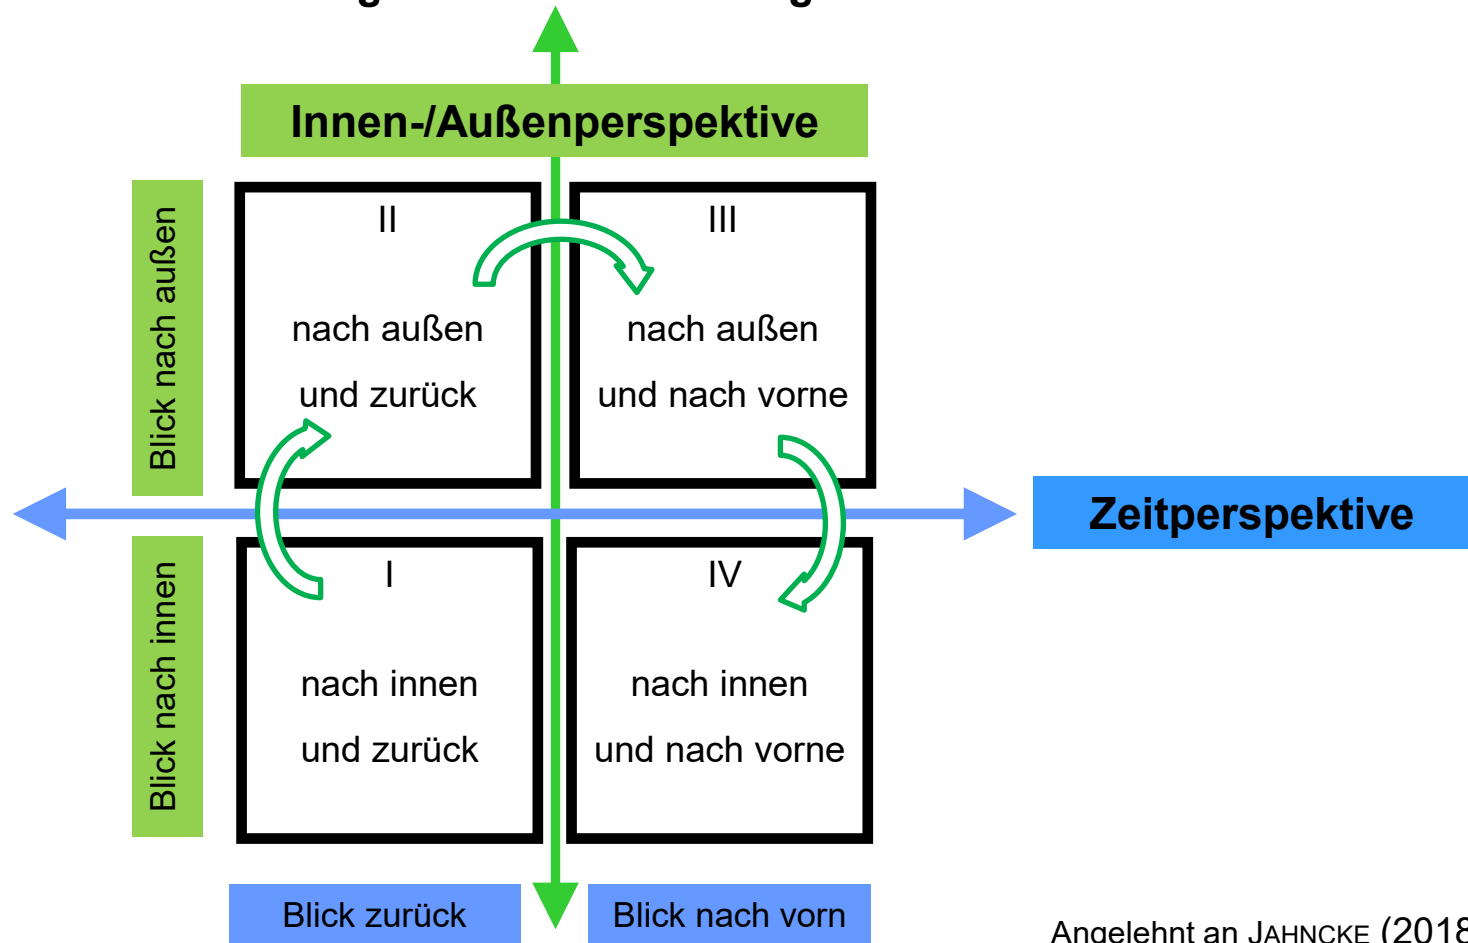 Innen-/Außenperspektive
Blick nach außen
II
nach außen
und zurück
III
nach außen
und nach vorne
Zeitperspektive
Blick nach innen
I
nach innen
und zurück
IV
nach innen
und nach vorne
Blick zurück
Blick nach vorn
Angelehnt an JAHNCKE (2018